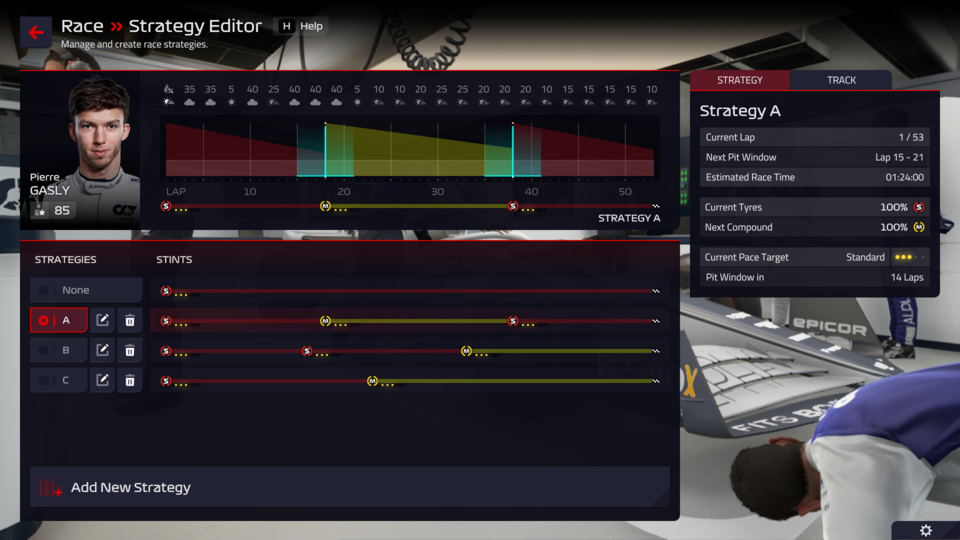 Race » Strategy Editor
H Help
Manage and create race strategies.
Pierre
GASLY
85
% 35 35 5 40 40 25 40 40 40 5 10 10 20 25 25 20 20 20 10 15 15 15 10
LAP 10 20 30 40 50
S M S
STRATEGY A
STRATEGIES STINTS
None S
A S M S
B S S M
C S M
Add New Strategy
STRATEGY TRACK
Strategy A
Current Lap 1 / 53
Next Pit Window Lap 15 - 21
Estimated Race Time 01:24:00
Current Tyres 100% S
Next Compound 100% M
Current Pace Target Standard
Pit Window in 14 Laps
EPICOR
FITS